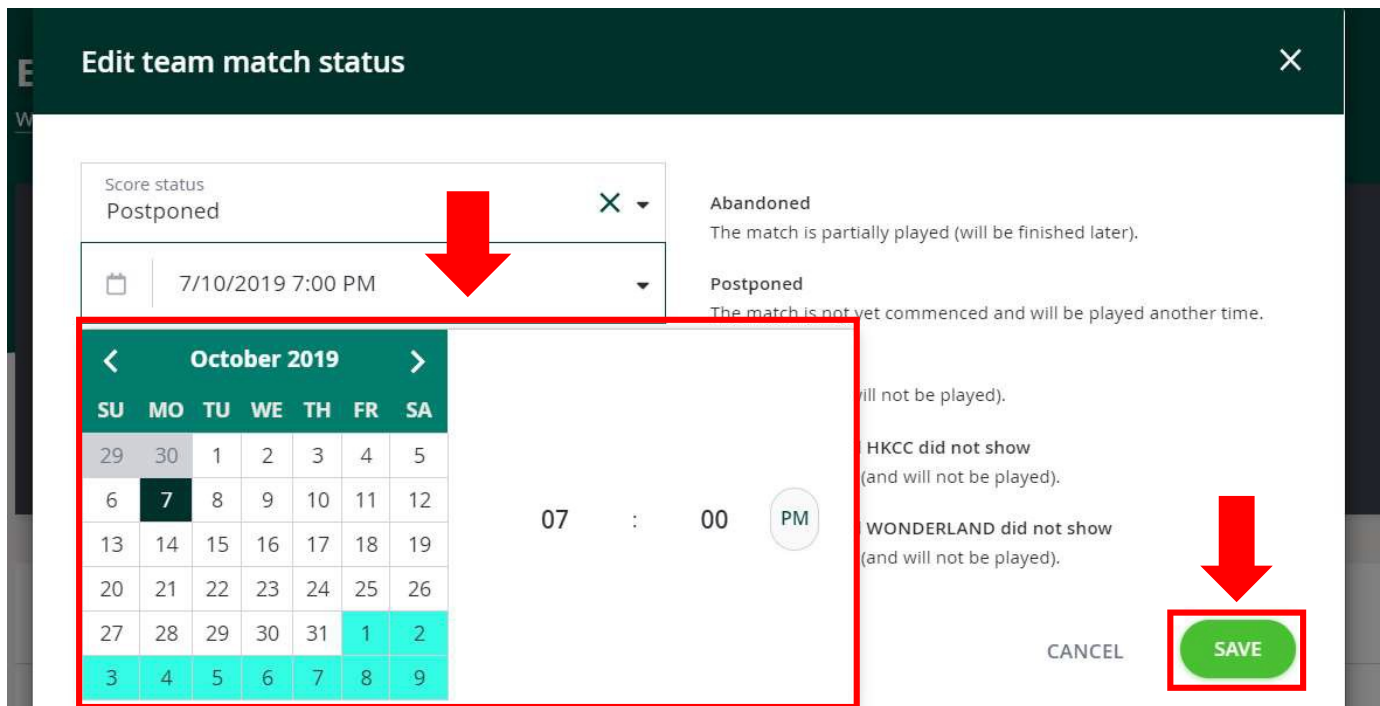 Edit team match status
E
W
Score status
Postponed
7/10/2019 7:00 PM
October 2019
SU MO TU WE TH FR SA
29 30 1 2 3 4 5
6 7 8 9 10 11 12
13 14 15 16 17 18 19
20 21 22 23 24 25 26
27 28 29 30 31 1 2
3 4 5 6 7 8 9
07 : 00 PM
Abandoned
The match is partially played (will be finished later).
Postponed
The match is not yet commenced and will be played another time.
will not be played).
HKCC did not show
(and will not be played).
WONDERLAND did not show
(and will not be played).
CANCEL
SAVE